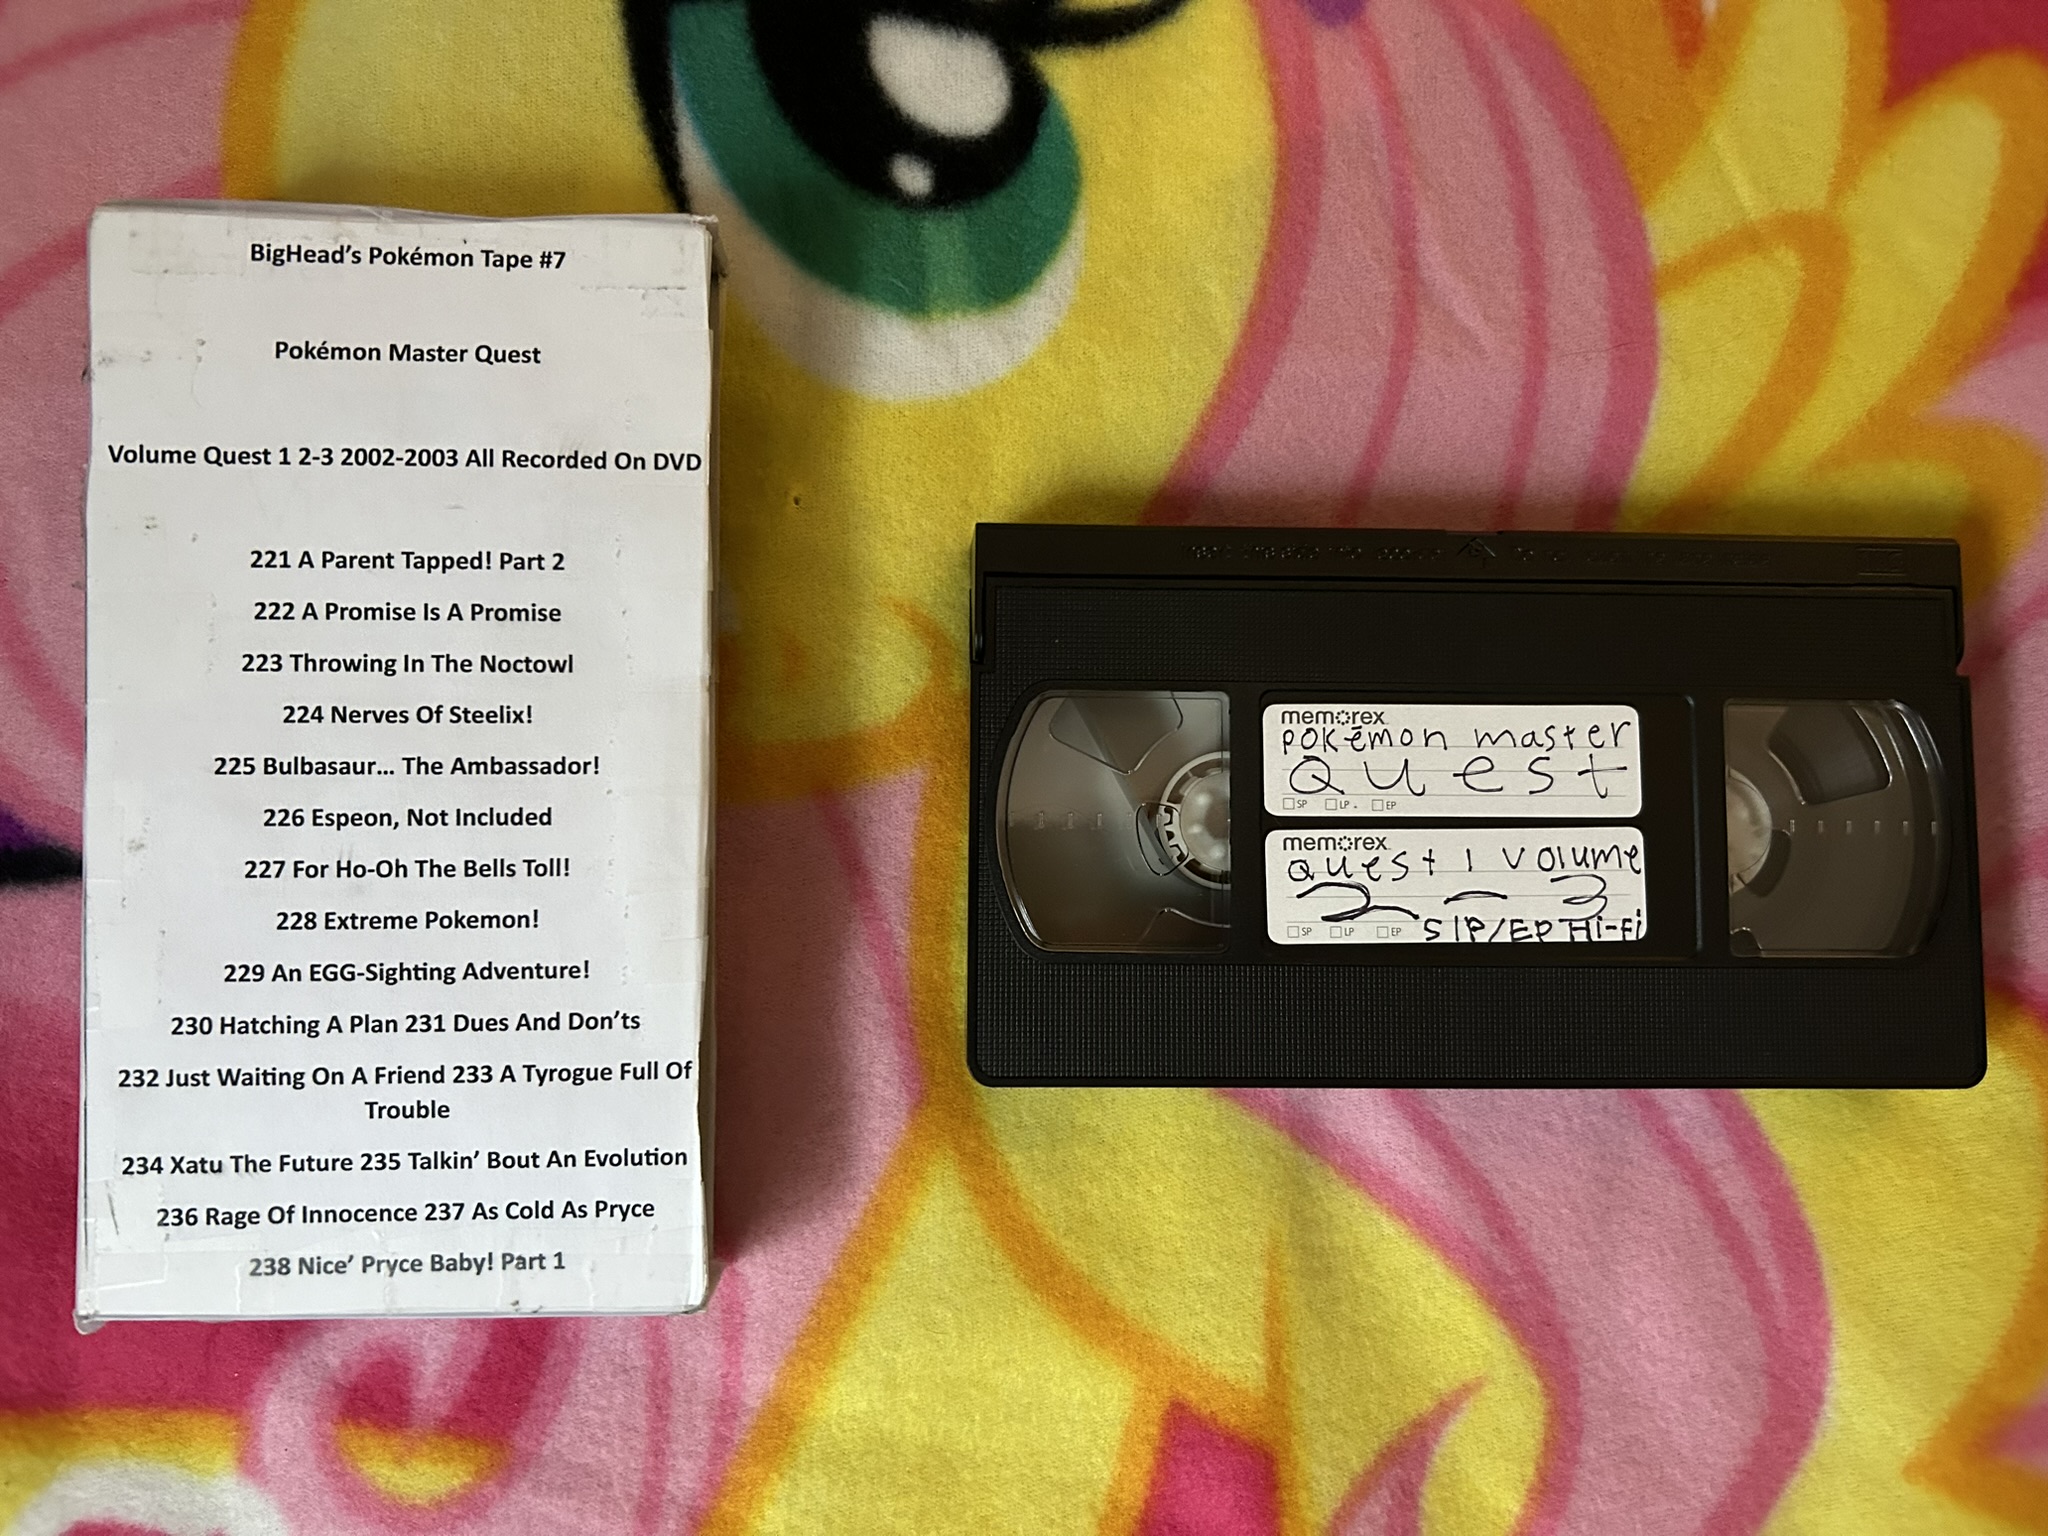 BigHead's Pokémon Tape #7
Pokémon Master Quest
Volume Quest 1 2-3 2002-2003 All Recorded On DVD
221 A Parent Tapped! Part 2
222 A Promise Is A Promise
223 Throwing In The Noctowl
224 Nerves Of Steelix!
225 Bulbasaur... The Ambassador!
226 Espeon, Not Included
227 For Ho-Oh The Bells Toll!
228 Extreme Pokemon!
229 An EGG-Sighting Adventure!
230 Hatching A Plan 231 Dues And Don'ts
232 Just Waiting On A Friend 233 A Tyrogue Full Of
Trouble
234 Xatu The Future 235 Talkin' Bout An Evolution
236 Rage Of Innocence 237 As Cold As Pryce
238 Nice' Pryce Baby! Part 1
memorex
pokémon master
Quest
SP LP EP
memorex
Quest 1 volume
2-3
SP LP EP SLP/EP Hi-Fi